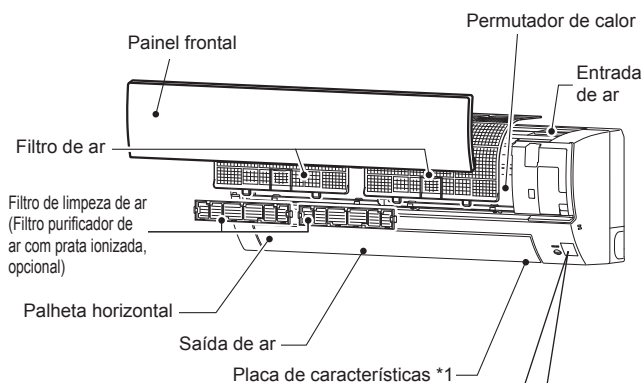 Permutador de calor
Painel frontal
Entrada
de ar
Filtro de ar
Filtro de limpeza de ar
(Filtro purificador de
ar com prata ionizada,
opcional)
Palheta horizontal
Saída de ar
Placa de características *1